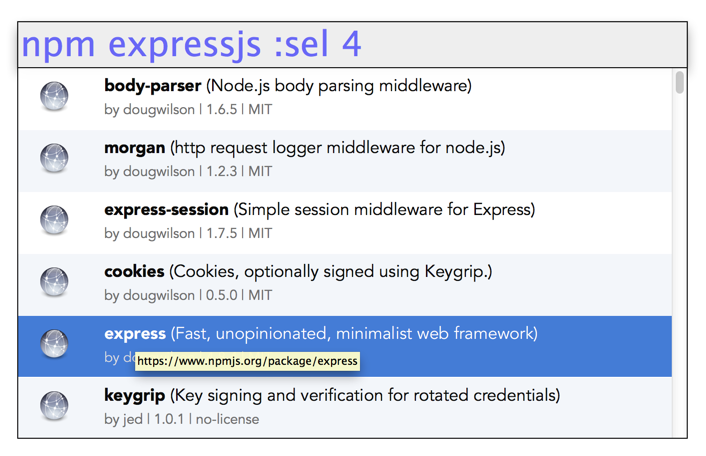 npm expressjs :sel 4
body-parser (Node.js body parsing middleware)
by dougwilson | 1.6.5 | MIT
morgan (http request logger middleware for node.js)
by dougwilson | 1.2.3 | MIT
express-session (Simple session middleware for Express)
by dougwilson | 1.7.5 | MIT
cookies (Cookies, optionally signed using Keygrip.)
by dougwilson | 0.5.0 | MIT
express (Fast, unopinionated, minimalist web framework)
by
https://www.npmjs.org/package/express
keygrip (Key signing and verification for rotated credentials)
by jed | 1.0.1 | no-license